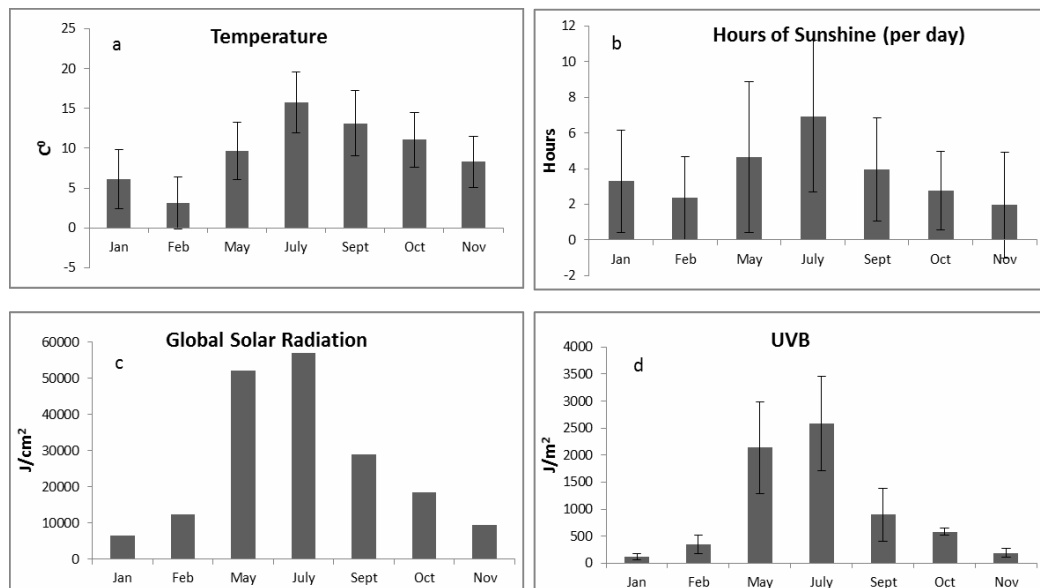 a
Temperature
25
20
15
10
5
0
-5
C⁰
Jan Feb May July Sept Oct Nov
b
Hours of Sunshine (per day)
12
10
8
6
4
2
0
-2
Hours
Jan Feb May July Sept Oct Nov
c
Global Solar Radiation
60000
50000
40000
30000
20000
10000
0
J/cm²
Jan Feb May July Sept Oct Nov
d
UVB
4000
3500
3000
2500
2000
1500
1000
500
0
J/m²
Jan Feb May July Sept Oct Nov